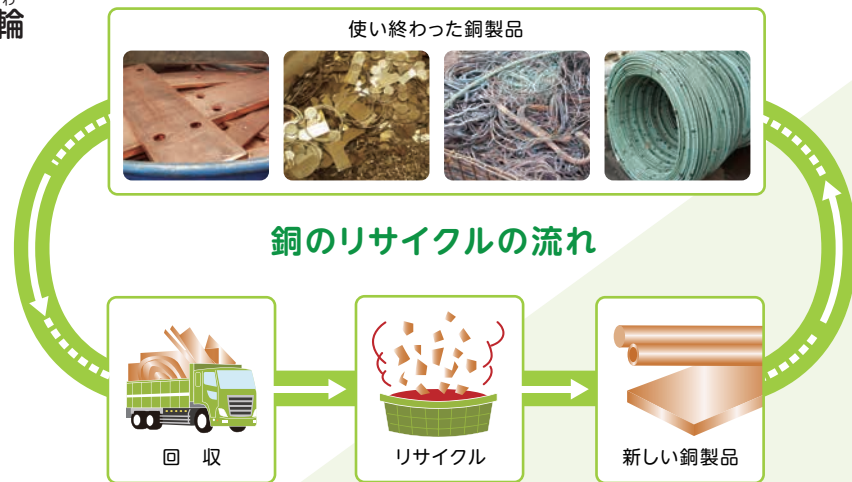 わ
輪
使い終わった銅製品
銅のリサイクルの流れ
回 収
リサイクル
新しい銅製品